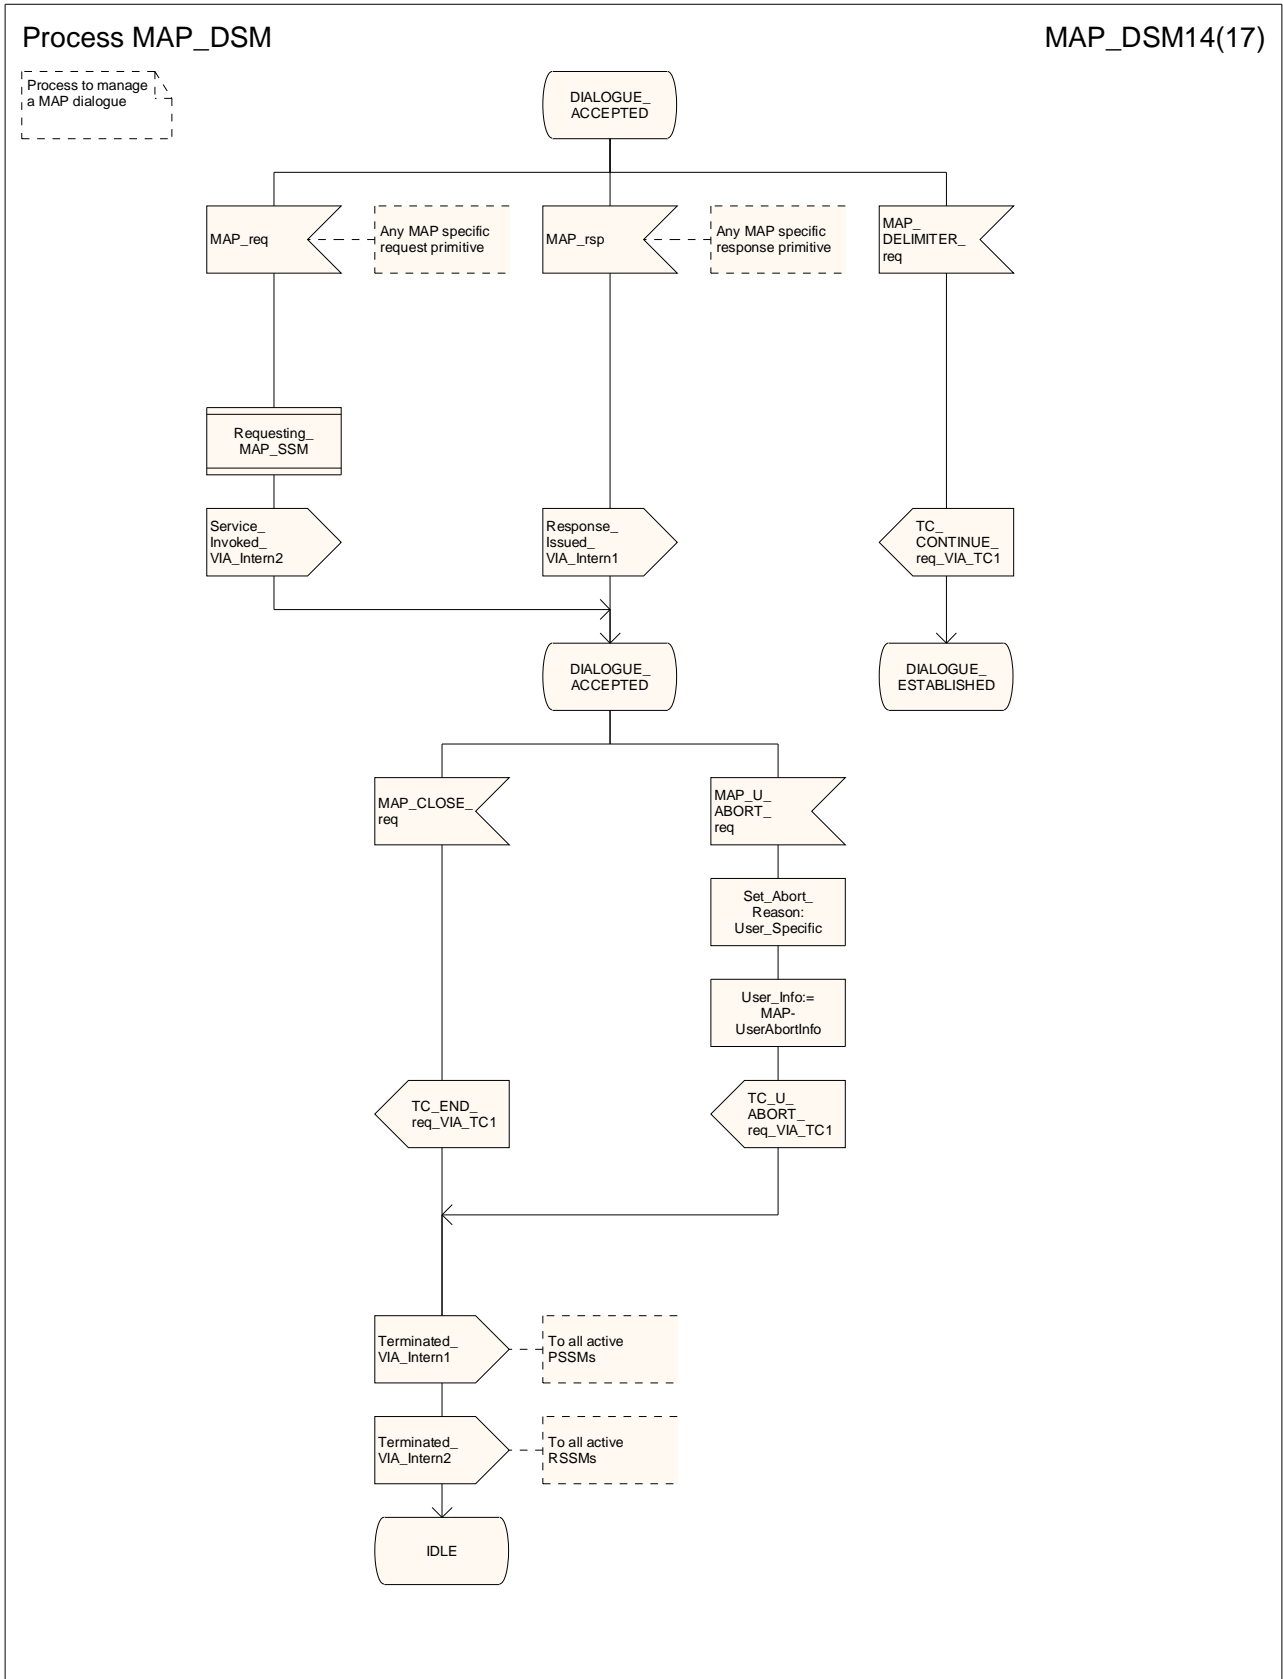 Process MAP_DSM
MAP_DSM14(17)
Process to manage
a MAP dialogue
DIALOGUE_
ACCEPTED
MAP_req
Any MAP specific
request primitive
MAP_rsp
Any MAP specific
response primitive
MAP_
DELIMITER_
req
Requesting_
MAP_SSM
Service_
Invoked_
VIA_Intern2
Response_
Issued_
VIA_Intern1
TC_
CONTINUE_
req_VIA_TC1
DIALOGUE_
ACCEPTED
DIALOGUE_
ESTABLISHED
MAP_CLOSE_
req
MAP_U_
ABORT_
req
Set_Abort_
Reason:
User_Specific
User_Info:=
MAP-
UserAbortInfo
TC_END_
req_VIA_TC1
TC_U_
ABORT_
req_VIA_TC1
Terminated_
VIA_Intern1
To all active
PSSMs
Terminated_
VIA_Intern2
To all active
RSSMs
IDLE